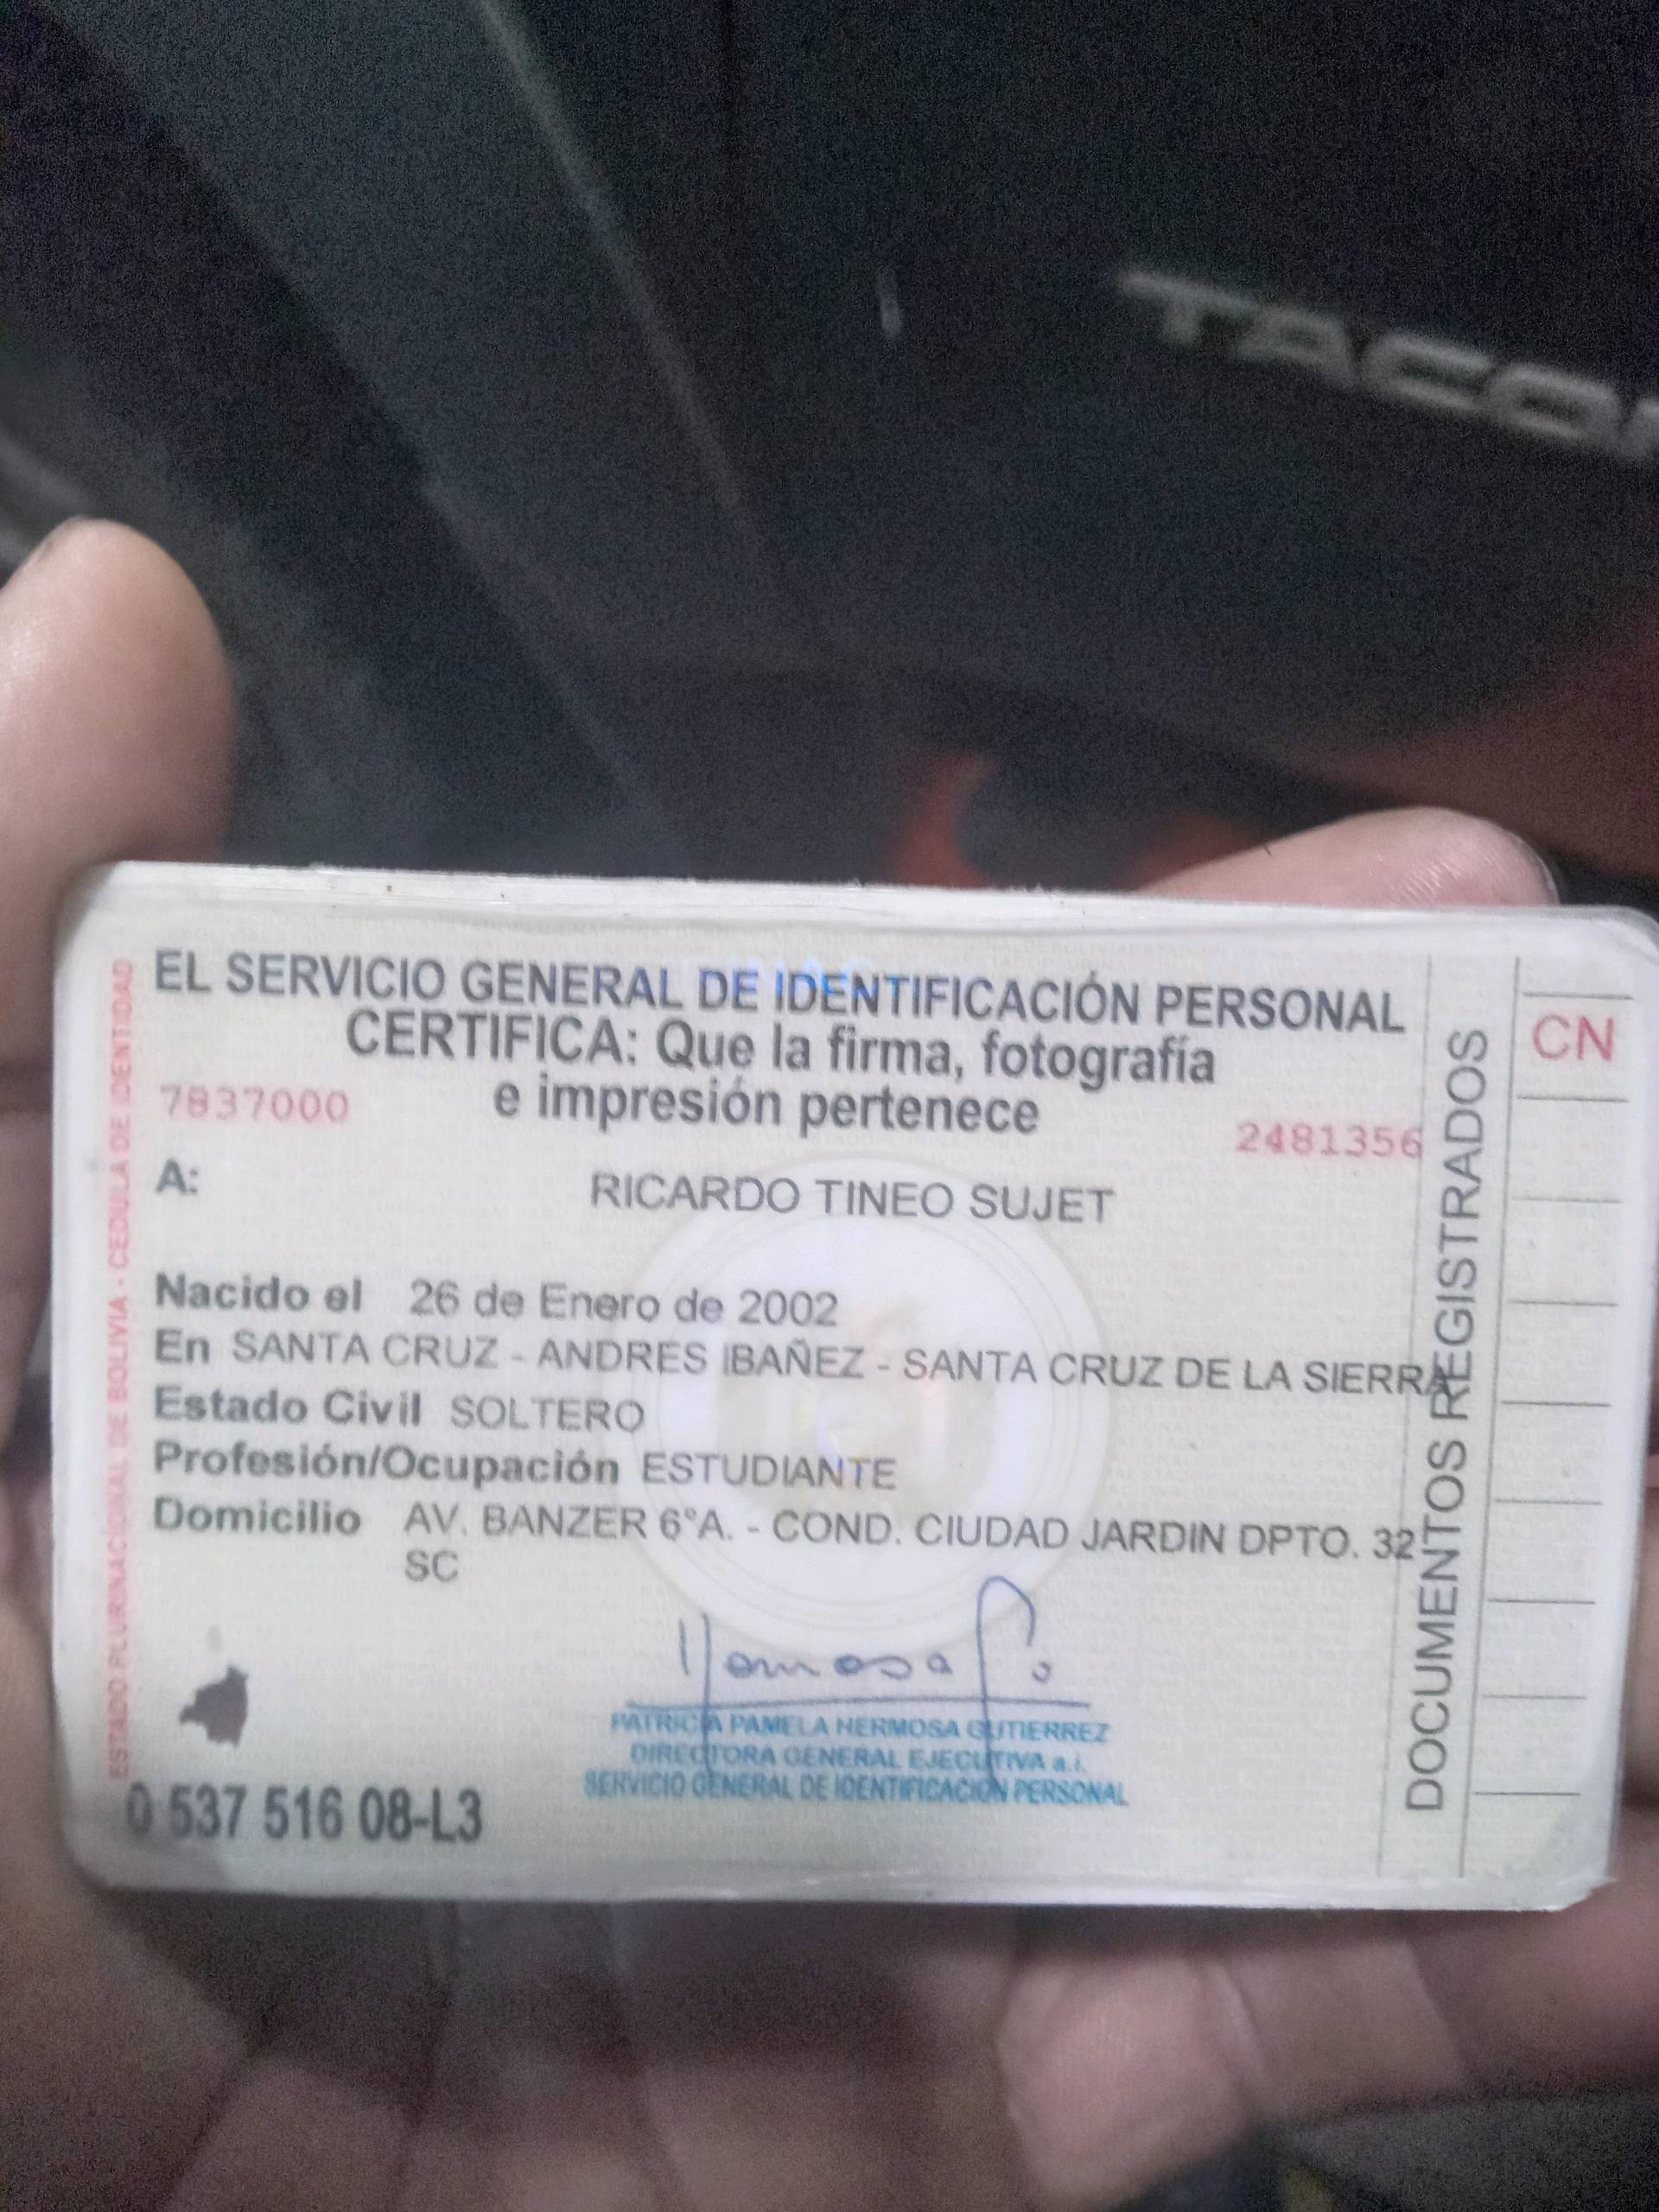 TACO
EL SERVICIO GENERAL DE IDENTIFICACIÓN PERSONAL
CERTIFICA: Que la firma, fotografía
e impresión pertenece
7837000
2481356
A:
RICARDO TINEO SUJET
Nacido el 26 de Enero de 2002
En SANTA CRUZ - ANDRES IBAÑEZ - SANTA CRUZ DE LA SIERRA
Estado Civil SOLTERO
Profesión/Ocupación ESTUDIANTE
Domicilio AV. BANZER 6°A. - COND. CIUDAD JARDIN DPTO. 32
SC
PATRICIA PAMELA HERMOSA GUTIERREZ
DIRECTORA GENERAL EJECUTIVA a.i.
SERVICIO GENERAL DE IDENTIFICACIÓN PERSONAL
0 537 516 08-L3
ESTADO PLURINACIONAL DE BOLIVIA - CEDULA DE IDENTIDAD
DOCUMENTOS REGISTRADOS
CN